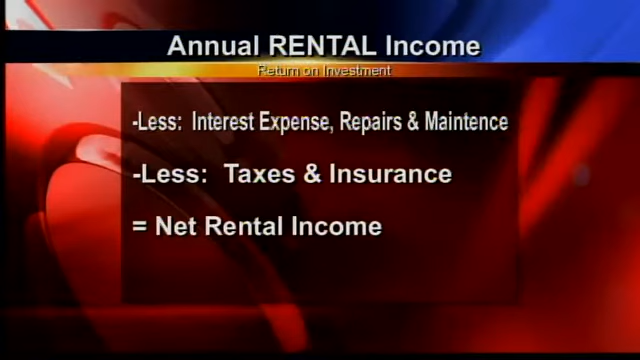 Annual RENTAL Income
Return on Investment
-Less: Interest Expense, Repairs & Maintence
-Less: Taxes & Insurance
= Net Rental Income